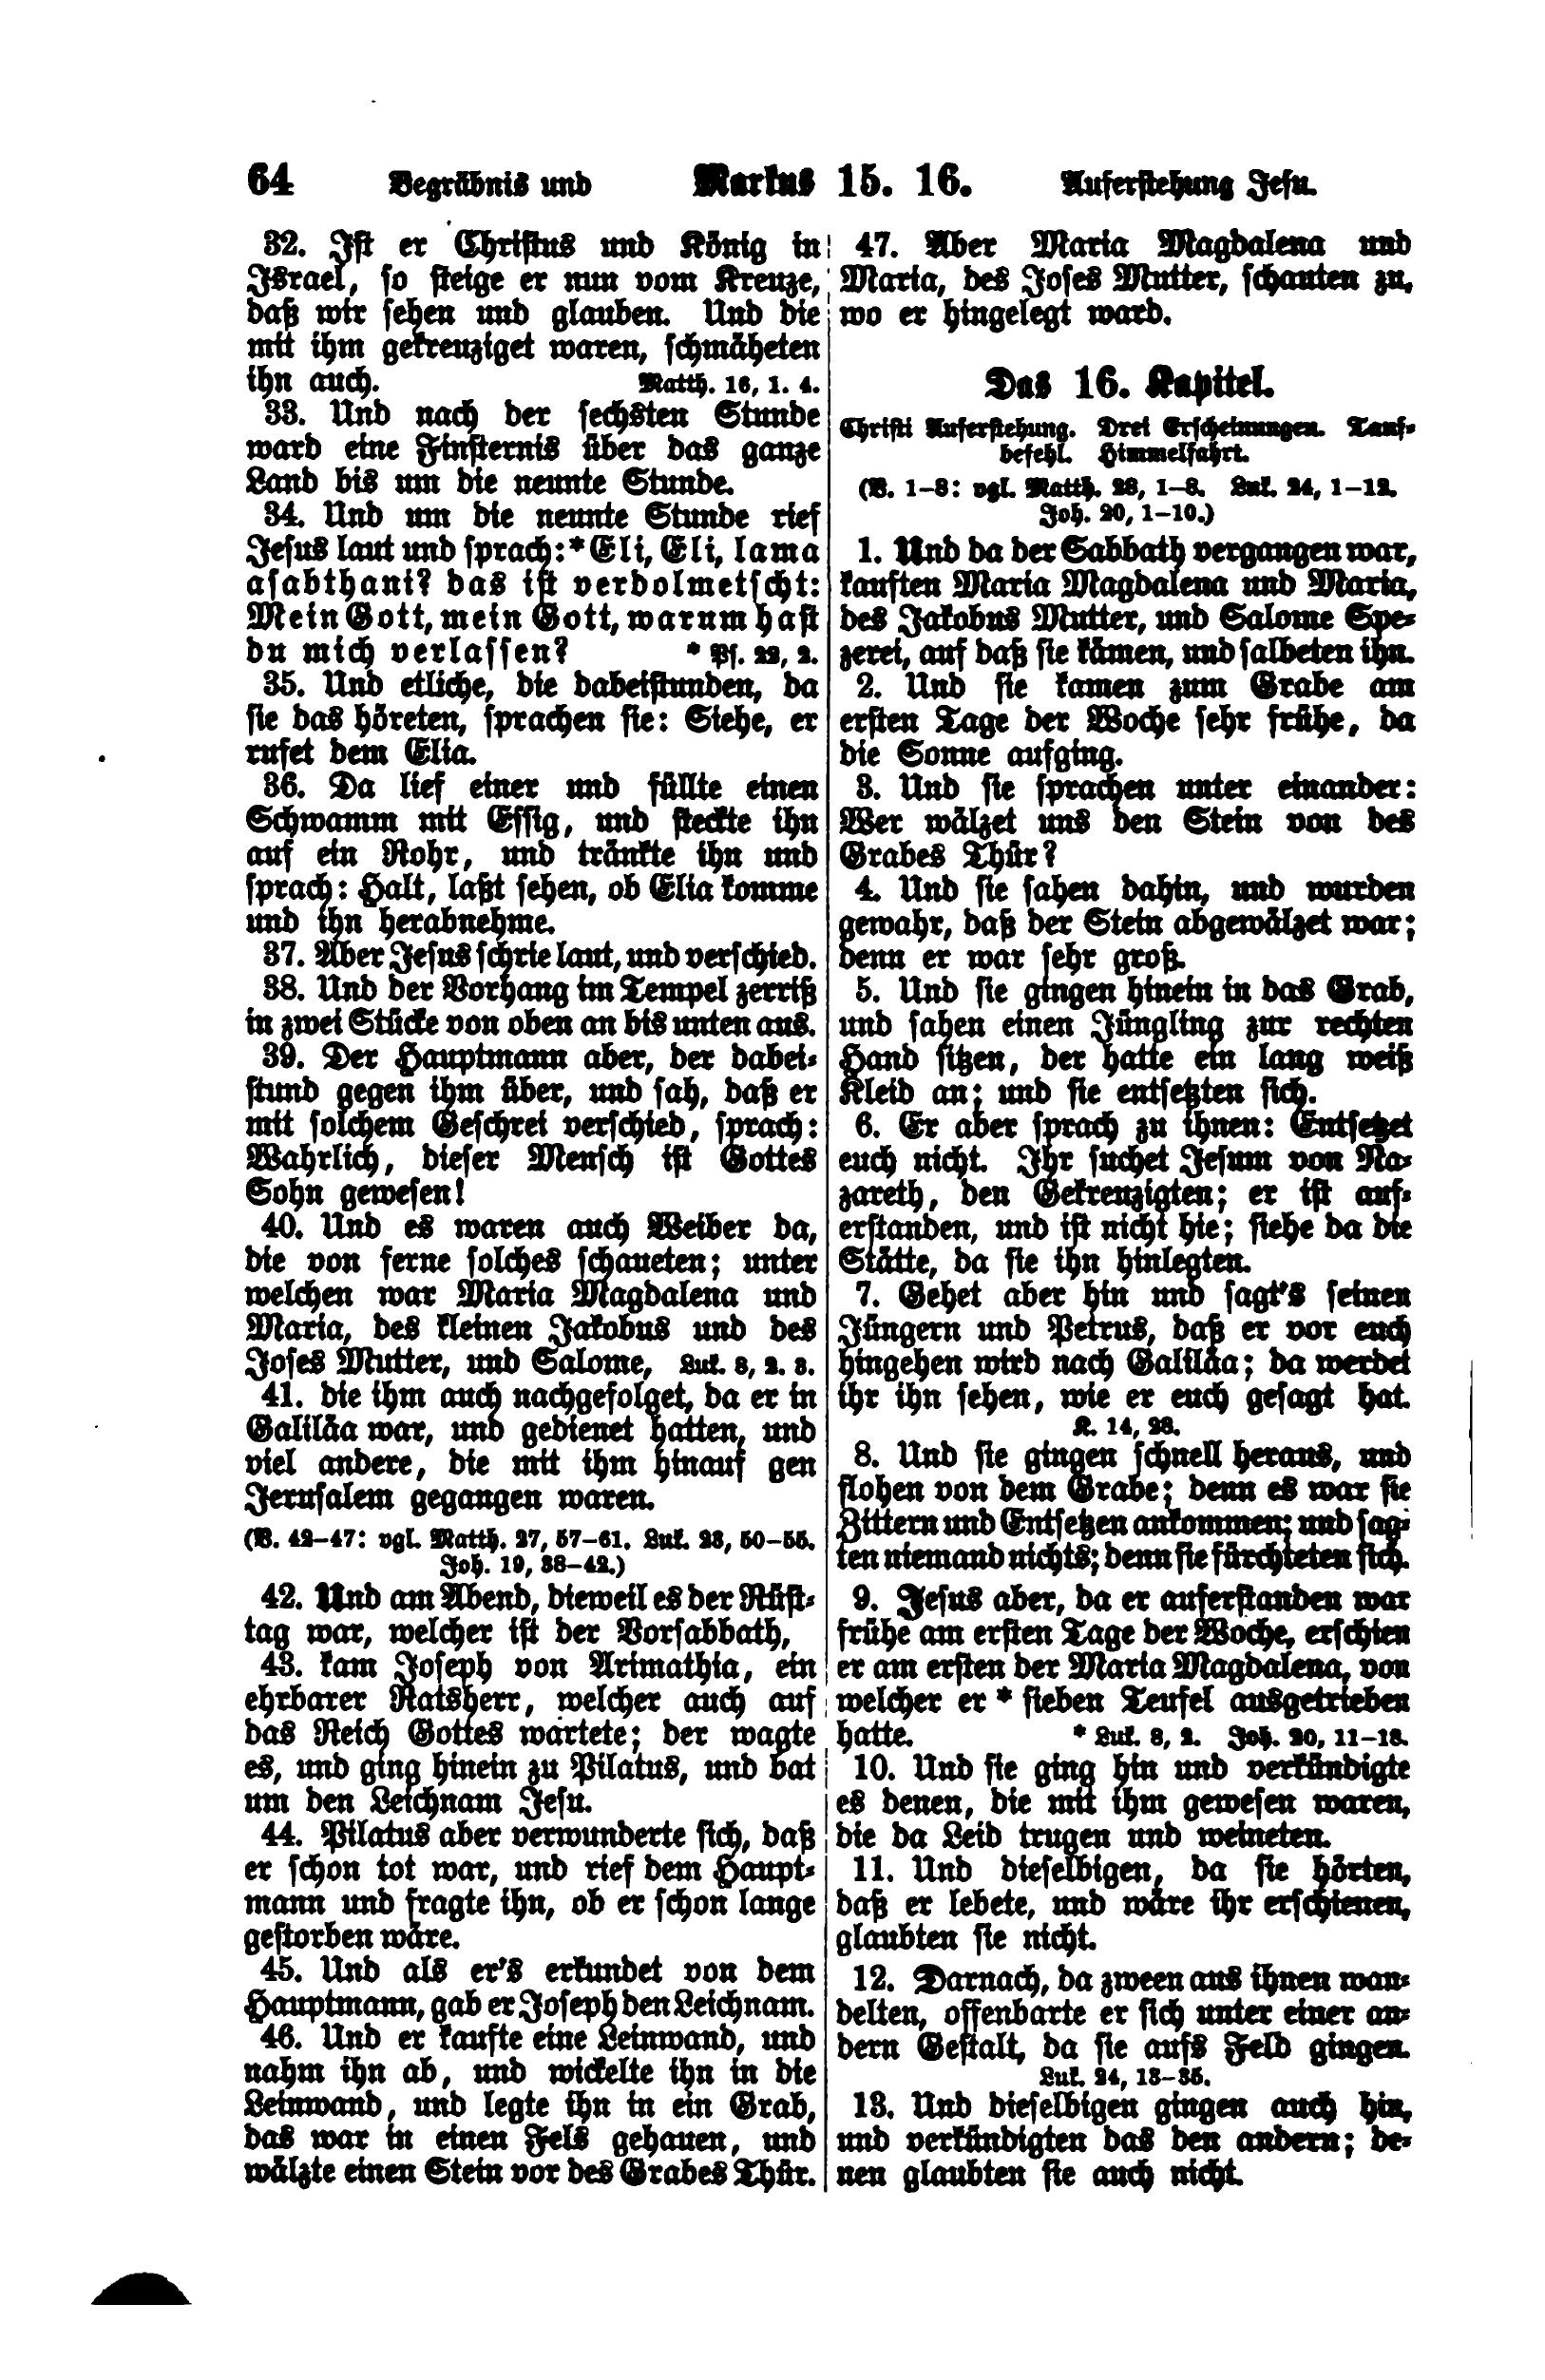 64 Begräbnis und Markus 15. 16. Auferstehung Jesu.
32. Ist er Christus und König in
Israel, so steige er nun vom Kreuze,
daß wir sehen und glauben. Und die
mit ihm gekreuziget waren, schmäheten
ihn auch. Matth. 16, 1. 4.
33. Und nach der sechsten Stunde
ward eine Finsternis über das ganze
Land bis um die neunte Stunde.
34. Und um die neunte Stunde rief
Jesus laut und sprach:* Eli, Eli, lama
asabthani? das ist verdolmetscht:
Mein Gott, mein Gott, warum hast
du mich verlassen? * Ps. 22, 2.
35. Und etliche, die dabeistunden, da
sie das höreten, sprachen sie: Siehe, er
rufet dem Elia.
36. Da lief einer und füllte einen
Schwamm mit Essig, und steckte ihn
auf ein Rohr, und tränkte ihn und
sprach: Halt, laßt sehen, ob Elia komme
und ihn herabnehme.
37. Aber Jesus schrie laut, und verschied.
38. Und der Vorhang im Tempel zerriß
in zwei Stücke von oben an bis unten aus.
39. Der Hauptmann aber, der dabei-
stund gegen ihm über, und sah, daß er
mit solchem Geschrei verschied, sprach:
Wahrlich, dieser Mensch ist Gottes
Sohn gewesen!
40. Und es waren auch Weiber da,
die von ferne solches schaueten; unter
welchen war Maria Magdalena und
Maria, des kleinen Jakobus und des
Joses Mutter, und Salome, Luk. 8, 2. 3.
41. die ihm auch nachgefolget, da er in
Galiläa war, und gedienet hatten, und
viel andere, die mit ihm hinauf gen
Jerusalem gegangen waren.
(V. 42–47: vgl. Matth. 27, 57–61. Luk. 23, 50–55.
Joh. 19, 38–42.)
42. Und am Abend, dieweil es der Rüst-
tag war, welcher ist der Vorsabbath,
43. kam Joseph von Arimathia, ein
ehrbarer Ratsherr, welcher auch auf
das Reich Gottes wartete; der wagte
es, und ging hinein zu Pilatus, und bat
um den Leichnam Jesu.
44. Pilatus aber verwunderte sich, daß
er schon tot war, und rief dem Haupt-
mann und fragte ihn, ob er schon lange
gestorben wäre.
45. Und als er's erkundet von dem
Hauptmann, gab er Joseph den Leichnam.
46. Und er kaufte eine Leinwand, und
nahm ihn ab, und wickelte ihn in die
Leinwand, und legte ihn in ein Grab,
das war in einen Fels gehauen, und
wälzte einen Stein vor des Grabes Thür.
47. Aber Maria Magdalena und
Maria, des Joses Mutter, schauten zu,
wo er hingelegt ward.
Das 16. Kapitel.
Christi Auferstehung. Drei Erscheinungen. Tauf-
befehl. Himmelfahrt.
(V. 1–8: vgl. Matth. 28, 1–8. Luk. 24, 1–12.
Joh. 20, 1–10.)
1. Und da der Sabbath vergangen war,
kauften Maria Magdalena und Maria,
des Jakobus Mutter, und Salome Spe-
zerei, auf daß sie kämen, und salbeten ihn.
2. Und sie kamen zum Grabe am
ersten Tage der Woche sehr frühe, da
die Sonne aufging.
3. Und sie sprachen unter einander:
Wer wälzet uns den Stein von des
Grabes Thür?
4. Und sie sahen dahin, und wurden
gewahr, daß der Stein abgewälzet war;
denn er war sehr groß.
5. Und sie gingen hinein in das Grab,
und sahen einen Jüngling zur rechten
Hand sitzen, der hatte ein lang weiß
Kleid an; und sie entsetzten sich.
6. Er aber sprach zu ihnen: Entsetzet
euch nicht. Ihr suchet Jesum von Na-
zareth, den Gekreuzigten; er ist auf-
erstanden, und ist nicht hie; siehe da die
Stätte, da sie ihn hinlegten.
7. Gehet aber hin und sagt's seinen
Jüngern und Petrus, daß er vor euch
hingehen wird nach Galiläa; da werdet
ihr ihn sehen, wie er euch gesagt hat.
K. 14, 28.
8. Und sie gingen schnell heraus, und
flohen von dem Grabe; denn es war sie
Zittern und Entsetzen ankommen; und sag-
ten niemand nichts; denn sie fürchteten sich.
9. Jesus aber, da er auferstanden war
frühe am ersten Tage der Woche, erschien
er am ersten der Maria Magdalena, von
welcher er * sieben Teufel ausgetrieben
hatte. * Luk. 8, 2. Joh. 20, 11–18.
10. Und sie ging hin und verkündigte
es denen, die mit ihm gewesen waren,
die da Leid trugen und weineten.
11. Und dieselbigen, da sie hörten,
daß er lebete, und wäre ihr erschienen,
glaubten sie nicht.
12. Darnach, da zween aus ihnen wan-
delten, offenbarte er sich unter einer an-
dern Gestalt, da sie aufs Feld gingen.
Luk. 24, 13–35.
13. Und dieselbigen gingen auch hin,
und verkündigten das den andern; de-
nen glaubten sie auch nicht.